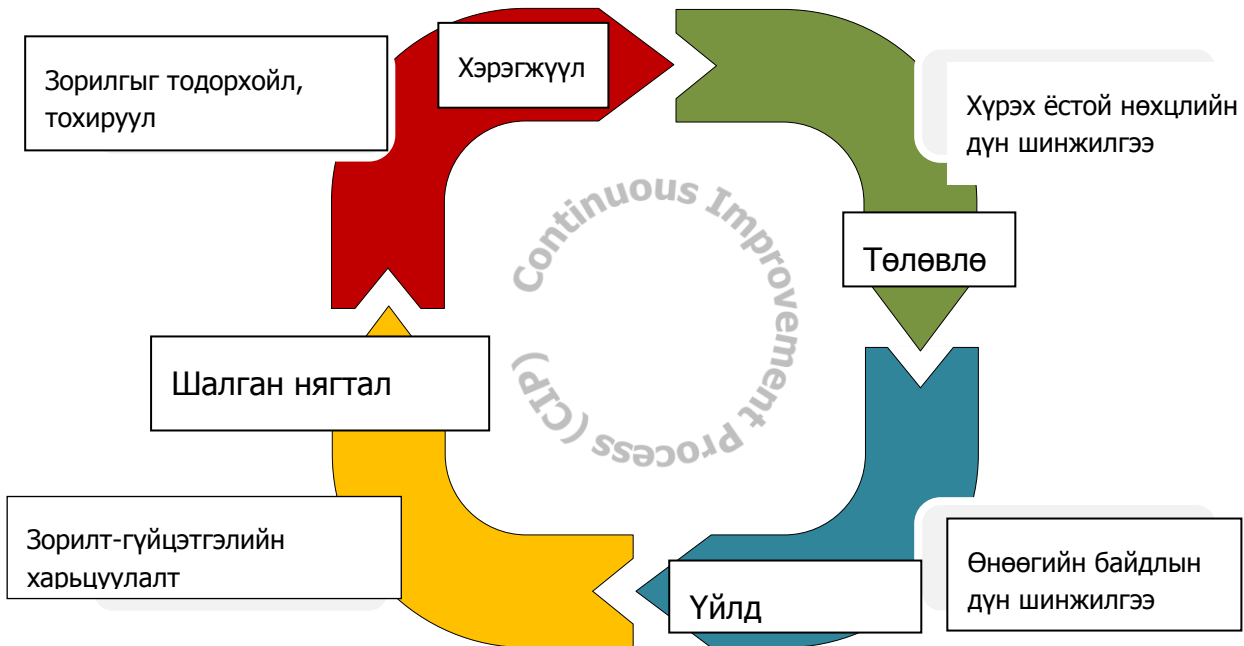 Зорилгыг тодорхойл,
тохируул
Хэрэгжүүл
Хүрэх ёстой нөхцлийн
дүн шинжилгээ
Төлөвлө
Continuous Improvement Process (CIP)
Шалган нягтал
Зорилт-гүйцэтгэлийн
харьцуулалт
Үйлд
Өнөөгийн байдлын
дүн шинжилгээ